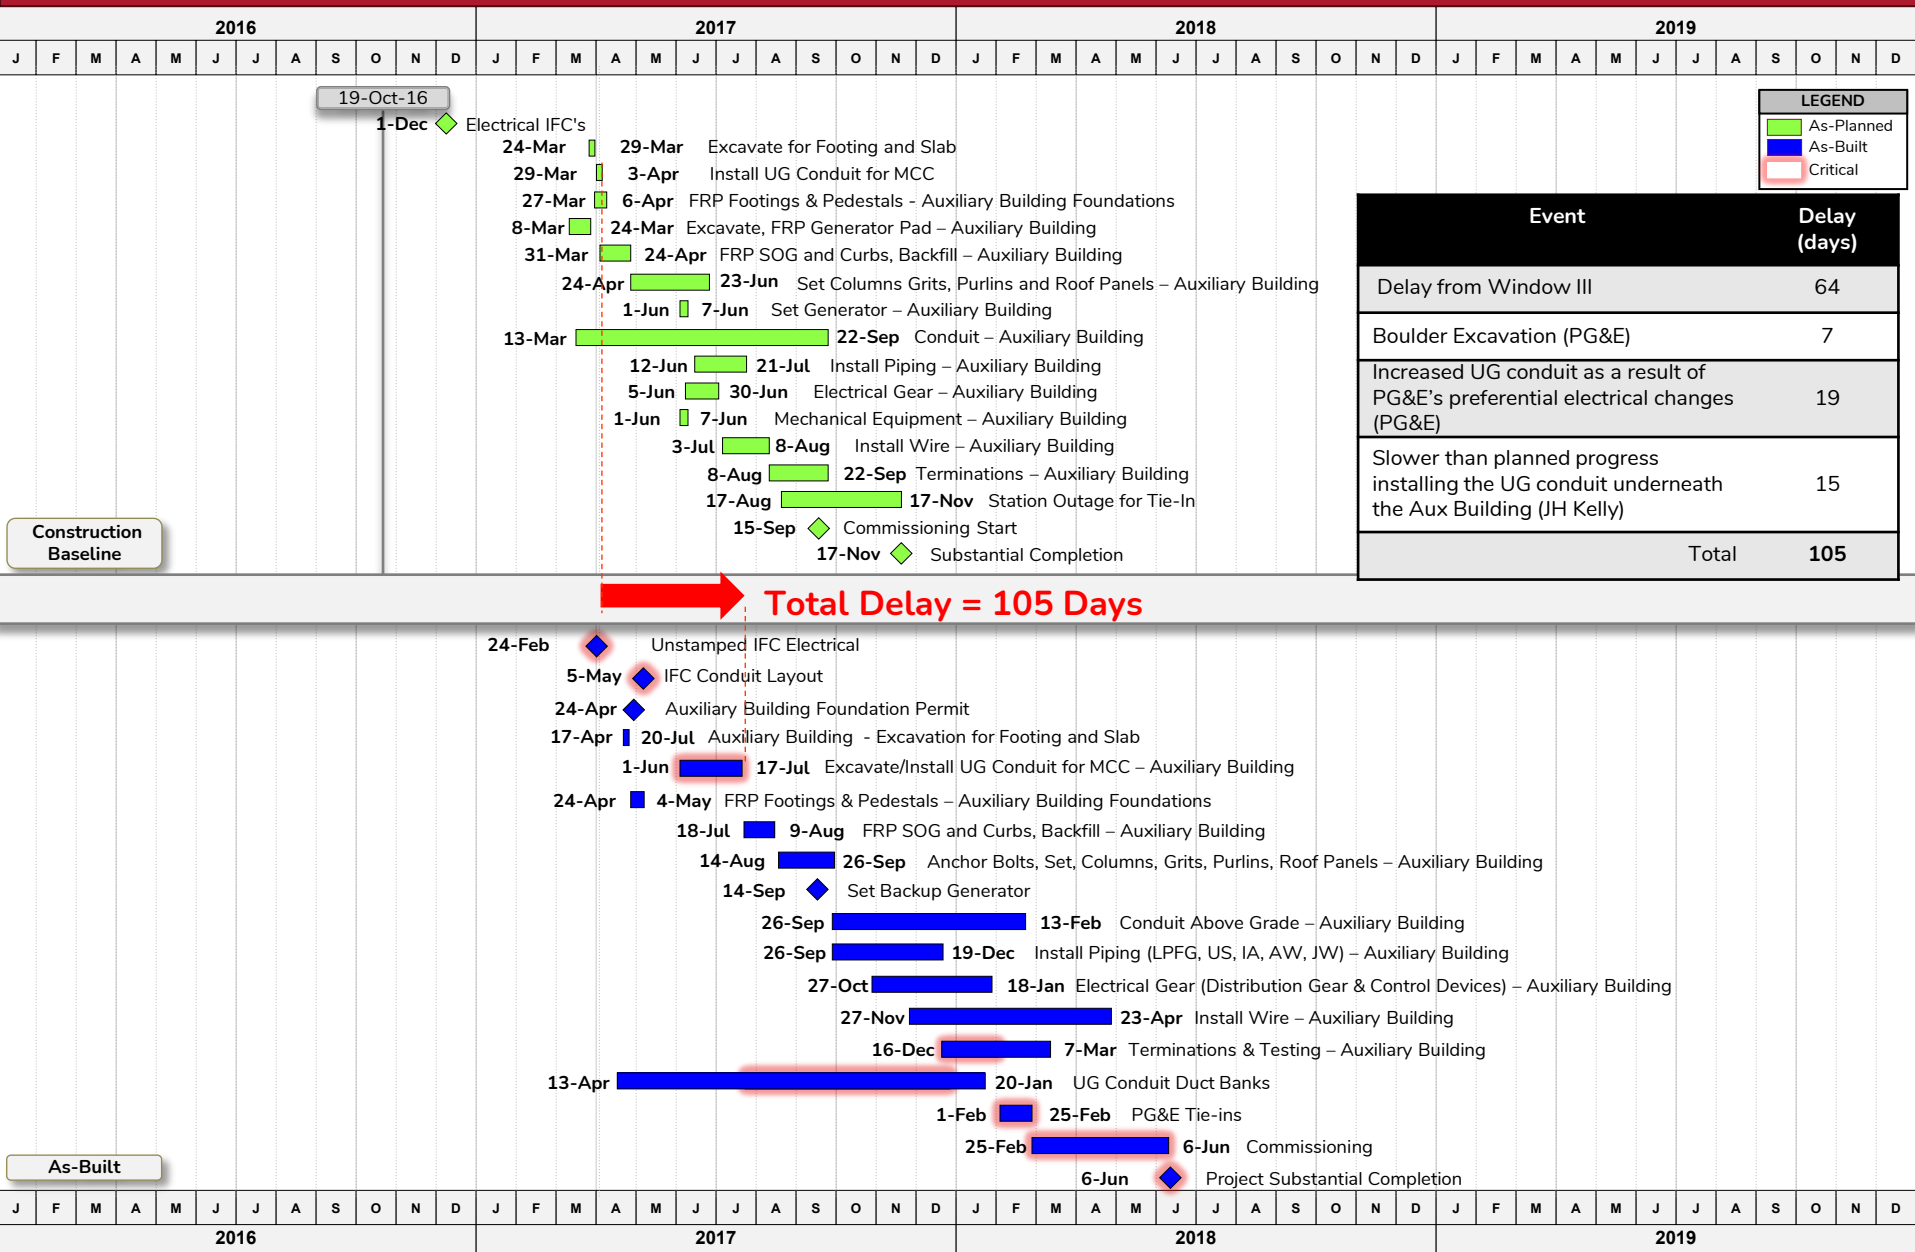 2016 2017 2018 2019
J F M A M J J A S O N D J F M A M J J A S O N D J F M A M J J A S O N D J F M A M J J A S O N D
19-Oct-16
1-Dec Electrical IFC's
24-Mar 29-Mar Excavate for Footing and Slab
29-Mar 3-Apr Install UG Conduit for MCC
27-Mar 6-Apr FRP Footings & Pedestals - Auxiliary Building Foundations
8-Mar 24-Mar Excavate, FRP Generator Pad – Auxiliary Building
31-Mar 24-Apr FRP SOG and Curbs, Backfill – Auxiliary Building
24-Apr 23-Jun Set Columns Grits, Purlins and Roof Panels – Auxiliary Building
1-Jun 7-Jun Set Generator – Auxiliary Building
13-Mar 22-Sep Conduit – Auxiliary Building
12-Jun 21-Jul Install Piping – Auxiliary Building
5-Jun 30-Jun Electrical Gear – Auxiliary Building
1-Jun 7-Jun Mechanical Equipment – Auxiliary Building
3-Jul 8-Aug Install Wire – Auxiliary Building
8-Aug 22-Sep Terminations – Auxiliary Building
17-Aug 17-Nov Station Outage for Tie-In
15-Sep Commissioning Start
17-Nov Substantial Completion
Construction
Baseline
LEGEND
As-Planned
As-Built
Critical
Event Delay
(days)
Delay from Window III 64
Boulder Excavation (PG&E) 7
Increased UG conduit as a result of
PG&E’s preferential electrical changes 19
(PG&E)
Slower than planned progress
installing the UG conduit underneath 15
the Aux Building (JH Kelly)
Total 105
Total Delay = 105 Days
24-Feb Unstamped IFC Electrical
5-May IFC Conduit Layout
24-Apr Auxiliary Building Foundation Permit
17-Apr 20-Jul Auxiliary Building - Excavation for Footing and Slab
1-Jun 17-Jul Excavate/Install UG Conduit for MCC – Auxiliary Building
24-Apr 4-May FRP Footings & Pedestals – Auxiliary Building Foundations
18-Jul 9-Aug FRP SOG and Curbs, Backfill – Auxiliary Building
14-Aug 26-Sep Anchor Bolts, Set, Columns, Grits, Purlins, Roof Panels – Auxiliary Building
14-Sep Set Backup Generator
26-Sep 13-Feb Conduit Above Grade – Auxiliary Building
26-Sep 19-Dec Install Piping (LPFG, US, IA, AW, JW) – Auxiliary Building
27-Oct 18-Jan Electrical Gear (Distribution Gear & Control Devices) – Auxiliary Building
27-Nov 23-Apr Install Wire – Auxiliary Building
16-Dec 7-Mar Terminations & Testing – Auxiliary Building
13-Apr 20-Jan UG Conduit Duct Banks
1-Feb 25-Feb PG&E Tie-ins
25-Feb 6-Jun Commissioning
6-Jun Project Substantial Completion
As-Built
J F M A M J J A S O N D J F M A M J J A S O N D J F M A M J J A S O N D J F M A M J J A S O N D
2016 2017 2018 2019